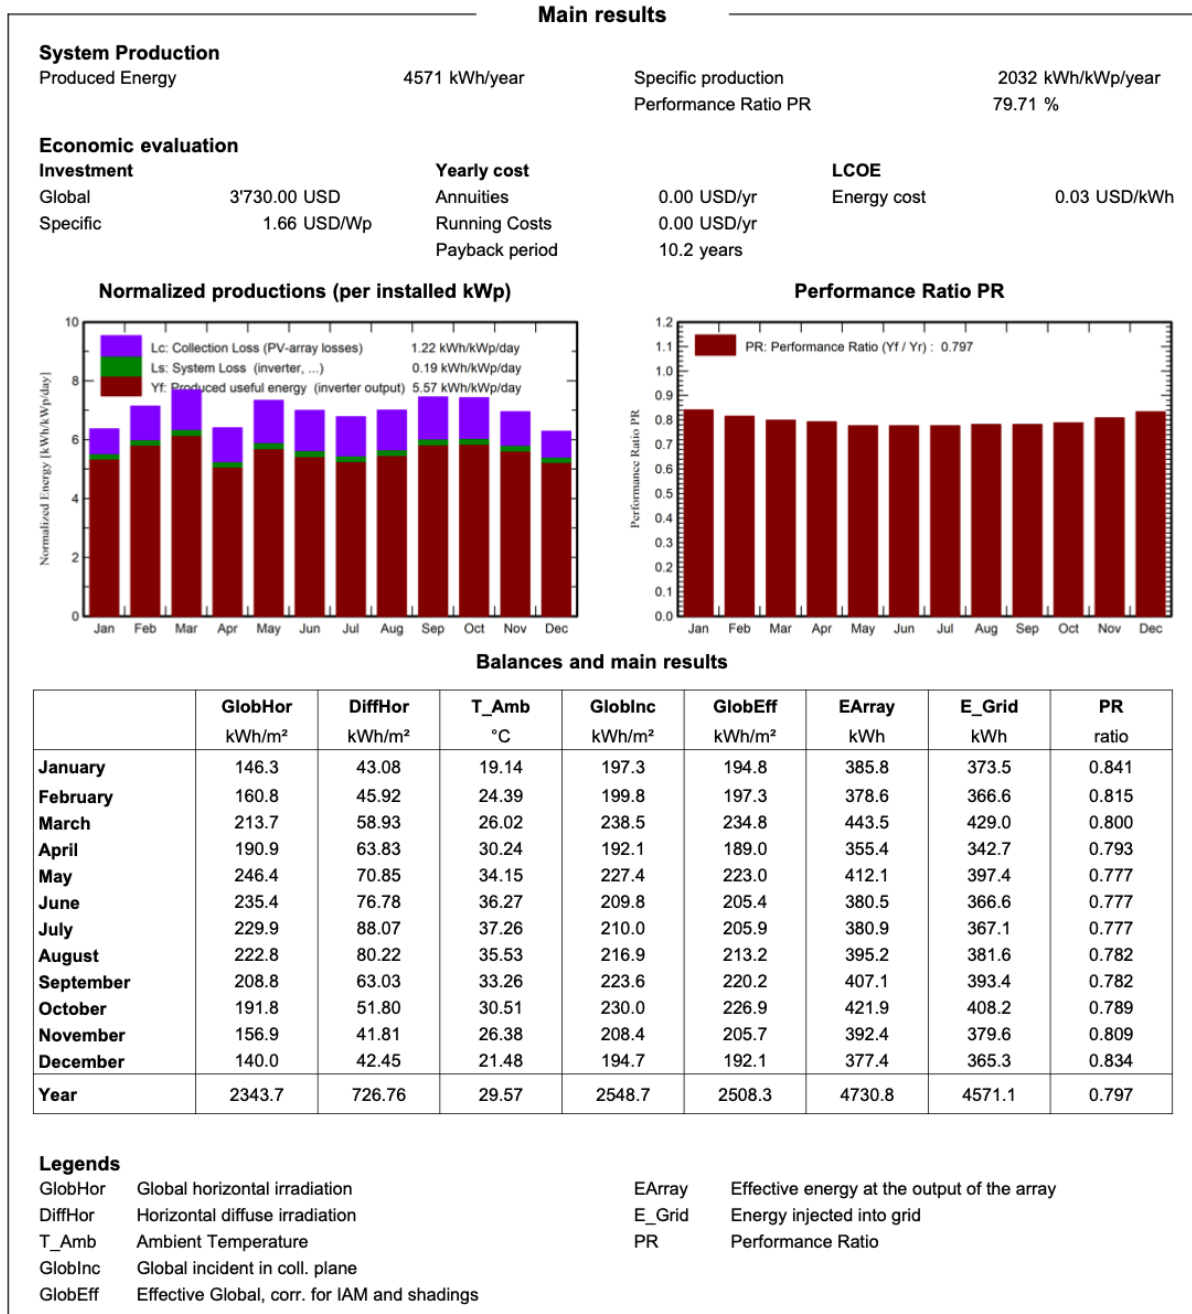 Main results
System Production
Produced Energy 4571 kWh/year Specific production 2032 kWh/kWp/year
Performance Ratio PR 79.71 %
Economic evaluation
Investment Yearly cost LCOE
Global 3'730.00 USD Annuities 0.00 USD/yr Energy cost 0.03 USD/kWh
Specific 1.66 USD/Wp Running Costs 0.00 USD/yr
Payback period 10.2 years
Normalized productions (per installed kWp)
Normalized Energy [kWh/kWp/day]
10
8
6
4
2
0
Lc: Collection Loss (PV-array losses) 1.22 kWh/kWp/day
Ls: System Loss (inverter, ...) 0.19 kWh/kWp/day
Yf: Produced useful energy (inverter output) 5.57 kWh/kWp/day
Jan Feb Mar Apr May Jun Jul Aug Sep Oct Nov Dec
Performance Ratio PR
Performance Ratio PR
1.2
1.1
1.0
0.9
0.8
0.7
0.6
0.5
0.4
0.3
0.2
0.1
0.0
PR: Performance Ratio (Yf / Yr) : 0.797
Jan Feb Mar Apr May Jun Jul Aug Sep Oct Nov Dec
Balances and main results
GlobHor DiffHor T_Amb GlobInc GlobEff EArray E_Grid PR
kWh/m² kWh/m² °C kWh/m² kWh/m² kWh kWh ratio
January 146.3 43.08 19.14 197.3 194.8 385.8 373.5 0.841
February 160.8 45.92 24.39 199.8 197.3 378.6 366.6 0.815
March 213.7 58.93 26.02 238.5 234.8 443.5 429.0 0.800
April 190.9 63.83 30.24 192.1 189.0 355.4 342.7 0.793
May 246.4 70.85 34.15 227.4 223.0 412.1 397.4 0.777
June 235.4 76.78 36.27 209.8 205.4 380.5 366.6 0.777
July 229.9 88.07 37.26 210.0 205.9 380.9 367.1 0.777
August 222.8 80.22 35.53 216.9 213.2 395.2 381.6 0.782
September 208.8 63.03 33.26 223.6 220.2 407.1 393.4 0.782
October 191.8 51.80 30.51 230.0 226.9 421.9 408.2 0.789
November 156.9 41.81 26.38 208.4 205.7 392.4 379.6 0.809
December 140.0 42.45 21.48 194.7 192.1 377.4 365.3 0.834
Year 2343.7 726.76 29.57 2548.7 2508.3 4730.8 4571.1 0.797
Legends
GlobHor Global horizontal irradiation EArray Effective energy at the output of the array
DiffHor Horizontal diffuse irradiation E_Grid Energy injected into grid
T_Amb Ambient Temperature PR Performance Ratio
GlobInc Global incident in coll. plane
GlobEff Effective Global, corr. for IAM and shadings